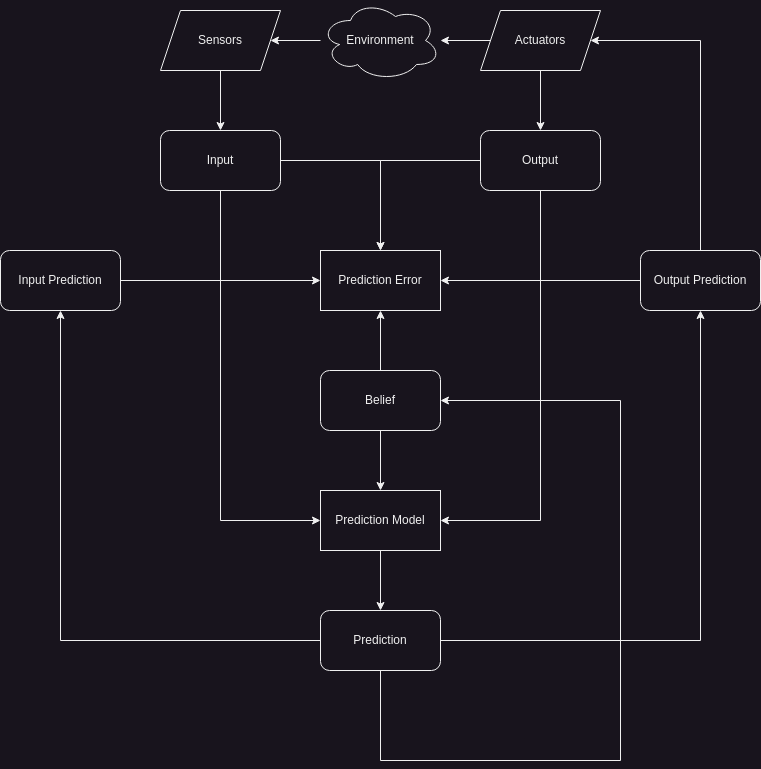 Sensors
Environment
Actuators
Input
Output
Input Prediction
Prediction Error
Output Prediction
Belief
Prediction Model
Prediction